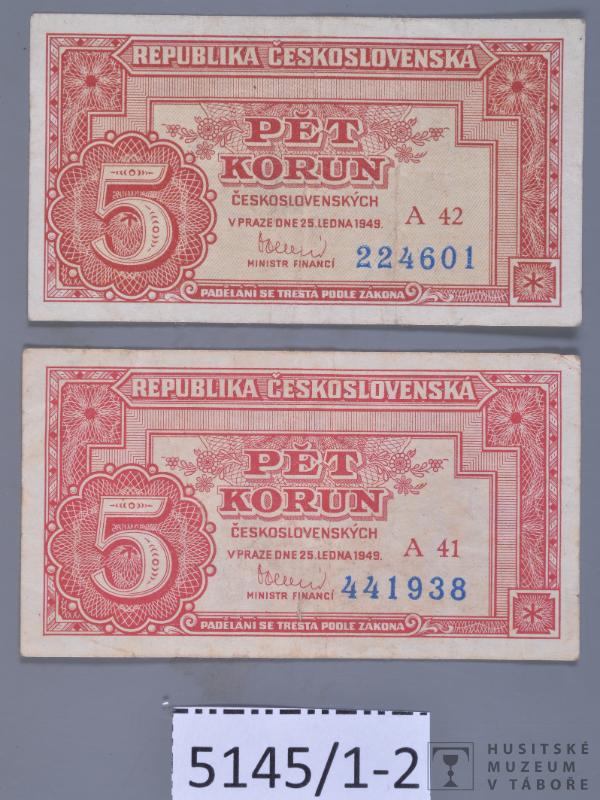 REPUBLIKA ČESKOSLOVENSKÁ
PĚT
KORUN
ČESKOSLOVENSKÝCH
V PRAZE DNE 25. LEDNA 1949.
A 42
5
MINISTR FINANCÍ
224601
PADĚLÁNÍ SE TRESTÁ PODLE ZÁKONA
REPUBLIKA ČESKOSLOVENSKÁ
PĚT
KORUN
ČESKOSLOVENSKÝCH
V PRAZE DNE 25. LEDNA 1949.
A 41
5
MINISTR FINANCÍ
441938
PADĚLÁNÍ SE TRESTÁ PODLE ZÁKONA
5145/1-2
HUSITSKÉ
MUZEUM
V TÁBOŘE